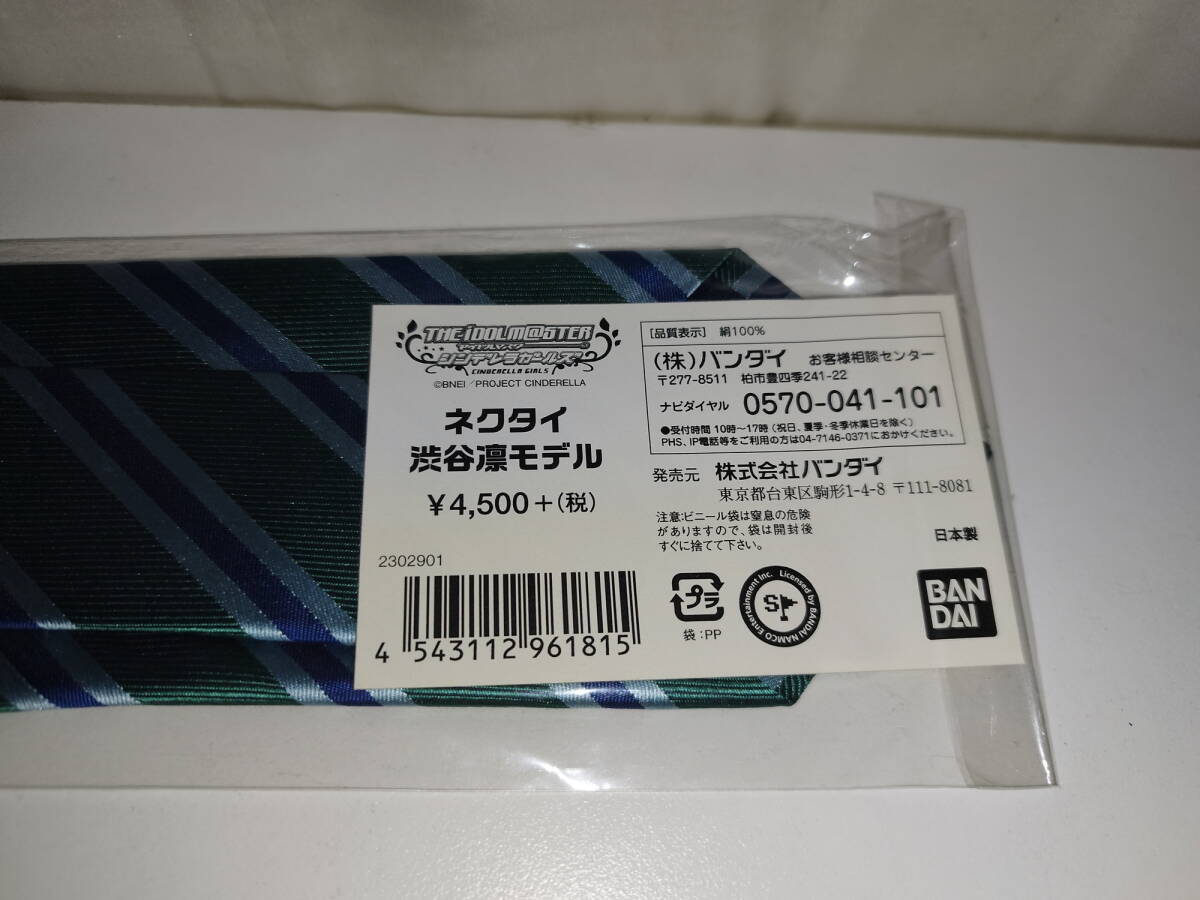 THE iDOLM@STER
アイドルマスター
シンデレラガールズ
CINDERELLA GIRLS
©BNEI／PROJECT CINDERELLA
ネクタイ
渋谷凛モデル
￥4,500+(税)
2302901
4 543112 961815
[品質表示] 絹100%
(株)バンダイ お客様相談センター
〒277-8511 柏市豊四季241-22
ナビダイヤル 0570-041-101
●受付時間 10時～17時 (祝日、夏季・冬季休業日を除く)
PHS、IP電話等をご利用の方は04-7146-0371におかけください。
発売元 株式会社バンダイ
東京都台東区駒形1-4-8 〒111-8081
注意:ビニール袋は窒息の危険
がありますので、袋は開封後
すぐに捨てて下さい。
日本製
プラ
袋:PP
Licensed by BANDAI NAMCO Entertainment Inc.
S
BAN
DAI